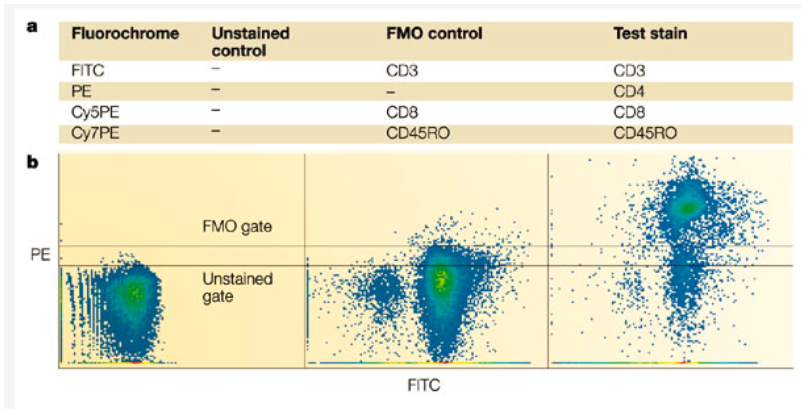 a
Fluorochrome Unstained control FMO control Test stain
FITC – CD3 CD3
PE – – CD4
Cy5PE – CD8 CD8
Cy7PE – CD45RO CD45RO
b
FMO gate
PE
Unstained
gate
FITC